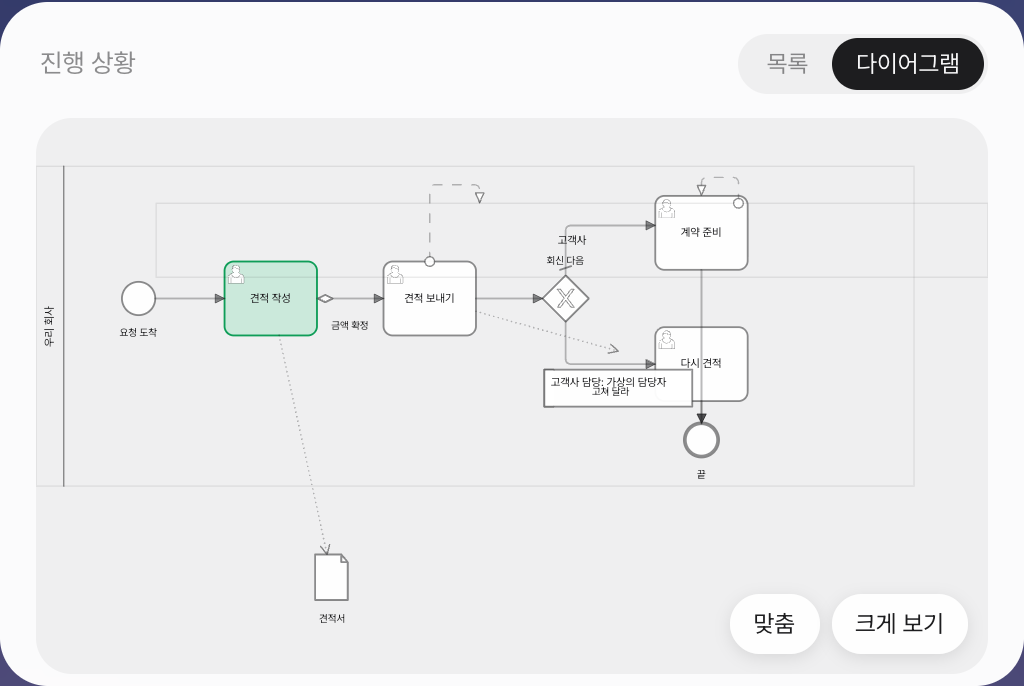 진행 상황
목록
다이어그램
고객사
회신 다음
계약 준비
견적 작성
견적 보내기
요청 도착
금액 확정
우리 회사
다시 견적
고객사 담당: 가상의 담당자
고쳐 달라
끝
견적서
맞춤
크게 보기